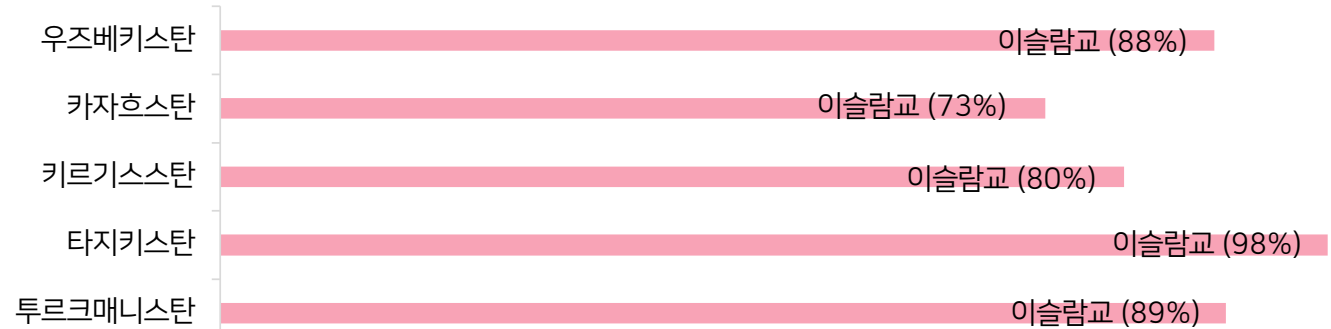 우즈베키스탄 이슬람교 (88%)
카자흐스탄 이슬람교 (73%)
키르기스스탄 이슬람교 (80%)
타지키스탄 이슬람교 (98%)
투르크매니스탄 이슬람교 (89%)